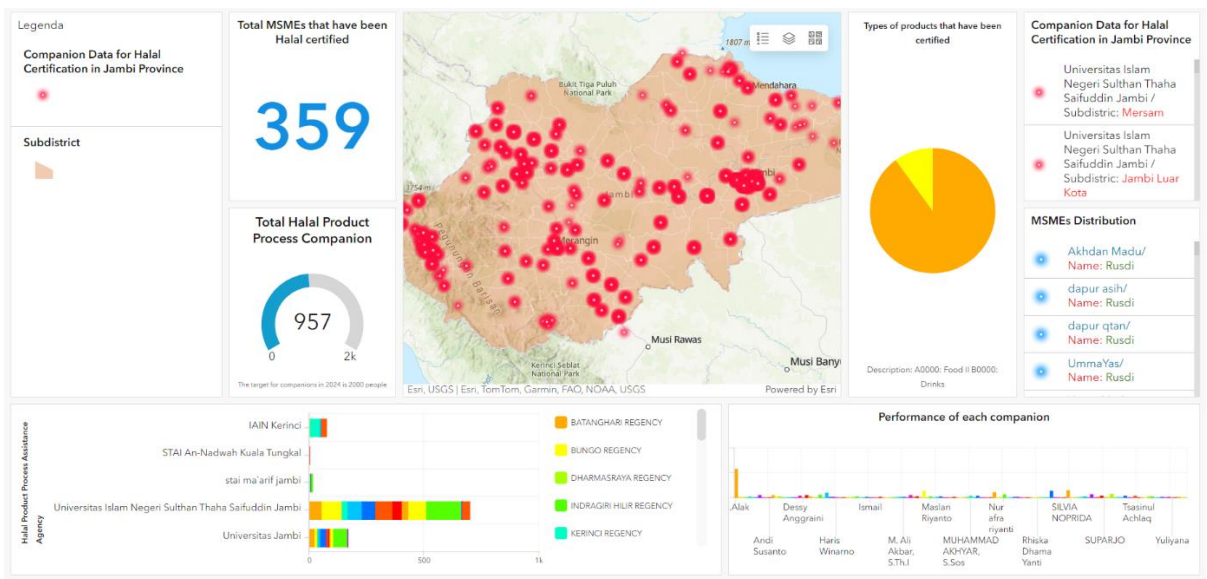 Legenda
Companion Data for Halal
Certification in Jambi Province
Subdistrict
Total MSMEs that have been
Halal certified
359
Total Halal Product
Process Companion
957
0
2k
The target for companions in 2024 is 2000 people
1807 m
Bukit Tiga Puluh
National Park
Mendahara
1754 m
Jambi
Merangin
Pegunungan Barisan
Musi Rawas
Kerinci Seblat
National Park
Musi Bany
Esri, USGS | Esri, TomTom, Garmin, FAO, NOAA, USGS
Powered by Esri
Types of products that have been
certified
Description: A0000: Food II B0000:
Drinks
Companion Data for Halal
Certification in Jambi Province
Universitas Islam
Negeri Sulthan Thaha
Saifuddin Jambi /
Subdistric: Mersam
Universitas Islam
Negeri Sulthan Thaha
Saifuddin Jambi /
Subdistric: Jambi Luar
Kota
MSMEs Distribution
Akhdan Madu/
Name: Rusdi
dapur asih/
Name: Rusdi
dapur qtan/
Name: Rusdi
UmmaYas/
Name: Rusdi
Halal Product Process Assistance
Agency
IAIN Kerinci
STAI An-Nadwah Kuala Tungkal
stai ma`arif jambi
Universitas Islam Negeri Sulthan Thaha Saifuddin Jambi
Universitas Jambi
0
500
1k
BATANGHARI REGENCY
BUNGO REGENCY
DHARMASRAYA REGENCY
INDRAGIRI HILIR REGENCY
KERINCI REGENCY
Performance of each companion
.Alak
Dessy
Anggraini
Ismail
Maslan
Riyanto
Nur
afra
riyanti
SILVIA
NOPRIDA
Tsasinul
Achlaq
Andi
Susanto
Haris
Winarno
M. Ali
Akbar,
S.Th.I
MUHAMMAD
AKHYAR,
S.Sos
Rhiska
Dhama
Yanti
SUPARJO
Yuliyana